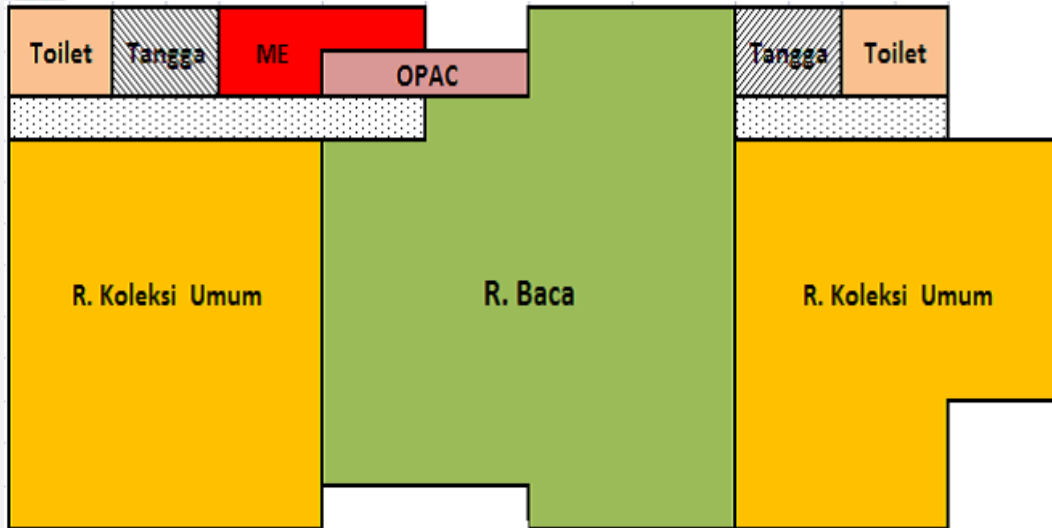 Toilet
Tangga
ME
OPAC
Tangga
Toilet
R. Koleksi  Umum
R. Baca
R. Koleksi  Umum